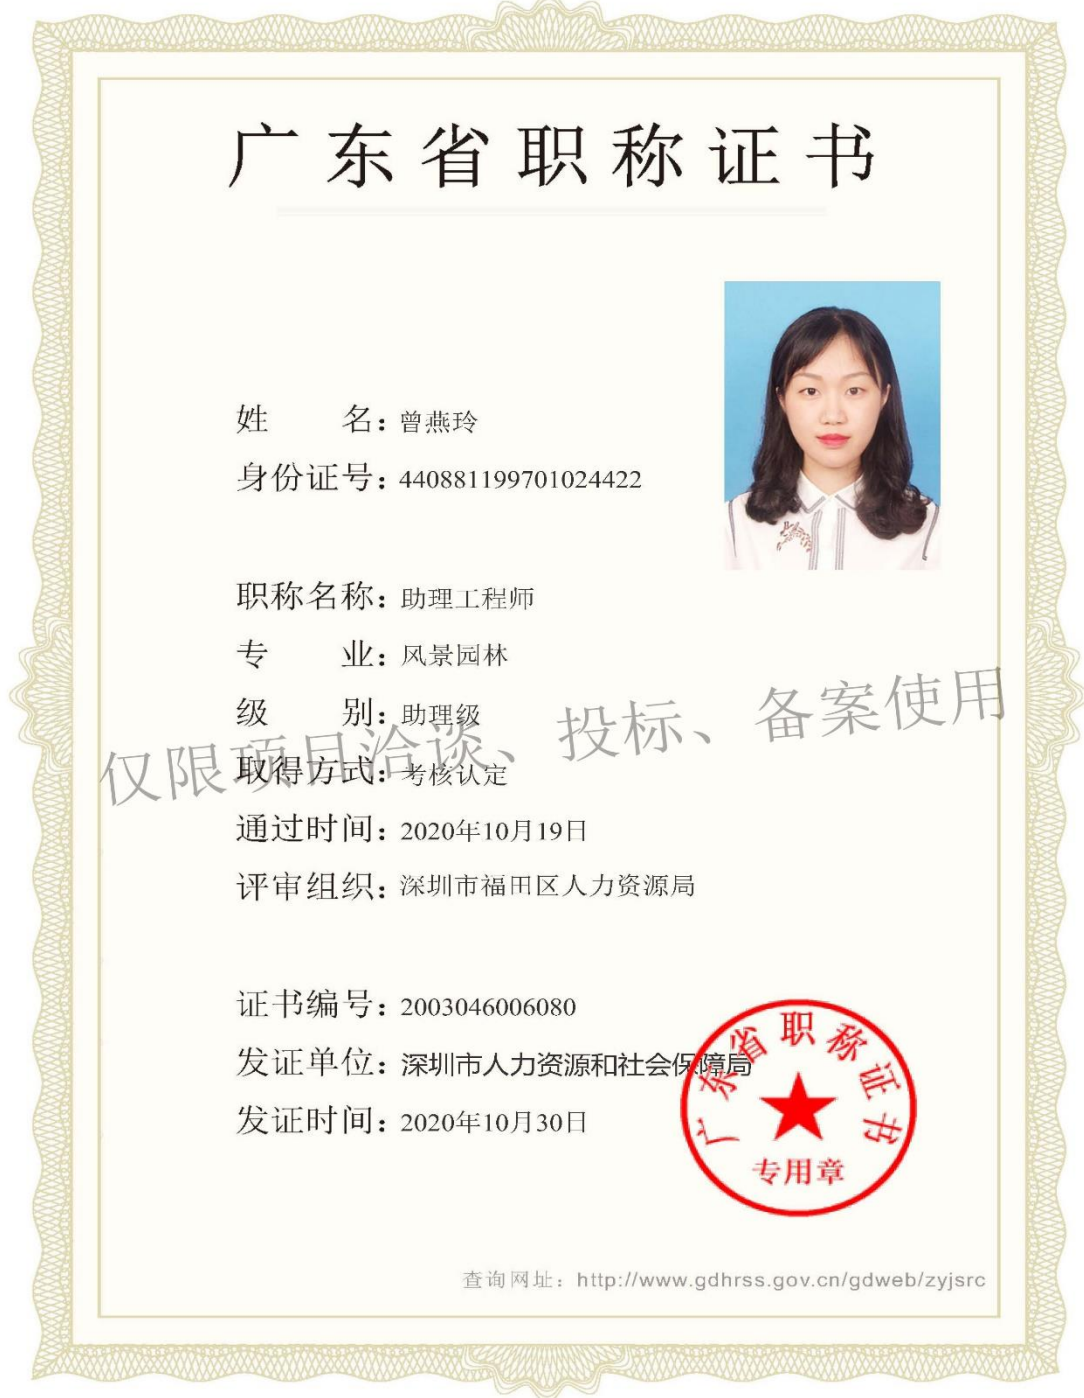 广东省职称证书
姓 名：曾燕玲
身份证号：440881199701024422
职称名称：助理工程师
专 业：风景园林
级 别：助理级
仅限项目洽谈、投标、备案使用
取得方式：考核认定
通过时间：2020年10月19日
评审组织：深圳市福田区人力资源局
证书编号：2003046006080
发证单位：深圳市人力资源和社会保障局
发证时间：2020年10月30日
广东省职称证书
专用章
查询网址：http://www.gdhrss.gov.cn/gdweb/zyjsrc